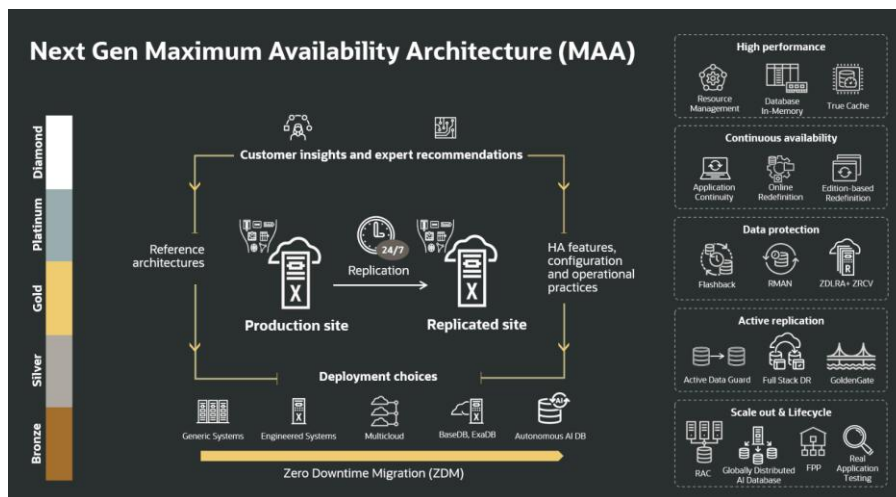 Next Gen Maximum Availability Architecture (MAA)
Diamond
Platinum
Gold
Silver
Bronze
Customer insights and expert recommendations
Reference
architectures
24/7
Replication
HA features,
configuration
and operational
practices
X
Production site
X
Replicated site
Deployment choices
Generic Systems
Engineered Systems
Multicloud
BaseDB, ExaDB
AI
Autonomous AI DB
Zero Downtime Migration (ZDM)
High performance
Resource
Management
Database
In-Memory
True Cache
Continuous availability
Application
Continuity
Online
Redefinition
Edition-based
Redefinition
Data protection
Flashback
RMAN
R
ZDLRA+ ZRCV
Active replication
Active Data Guard
Full Stack DR
GoldenGate
Scale out & Lifecycle
RAC
Globally Distributed
AI Database
FPP
Real
Application
Testing